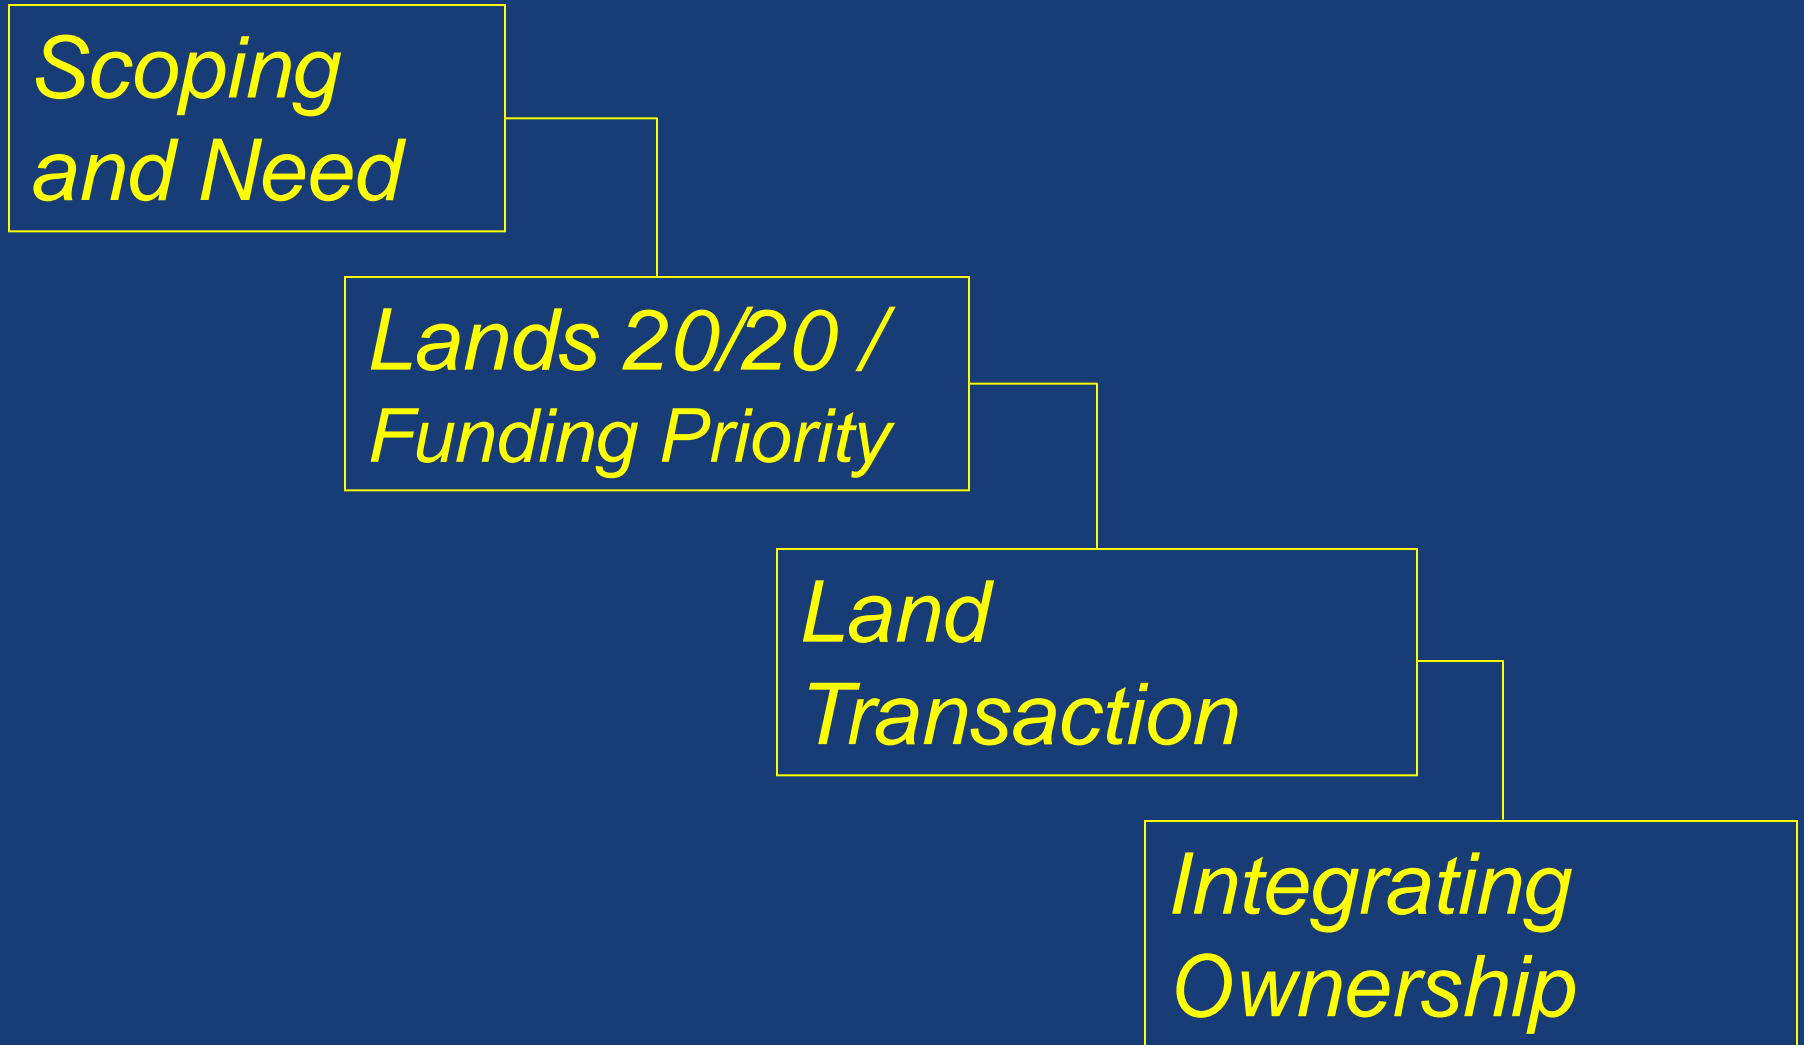 Scoping
and Need
Lands 20/20 /
Funding Priority
Land
Transaction
Integrating
Ownership